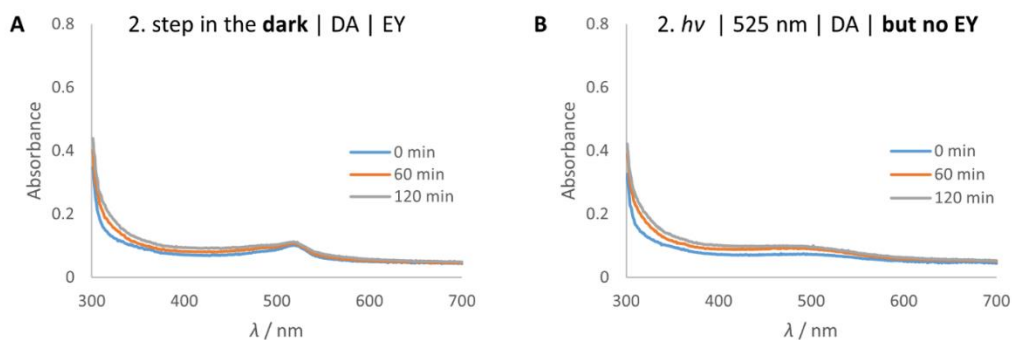 A 2. step in the dark | DA | EY
0.8
0.6
0.4
0.2
0
Absorbance
0 min
60 min
120 min
300 400 500 600 700
λ / nm
B 2. hν | 525 nm | DA | but no EY
0.8
0.6
0.4
0.2
0
Absorbance
0 min
60 min
120 min
300 400 500 600 700
λ / nm